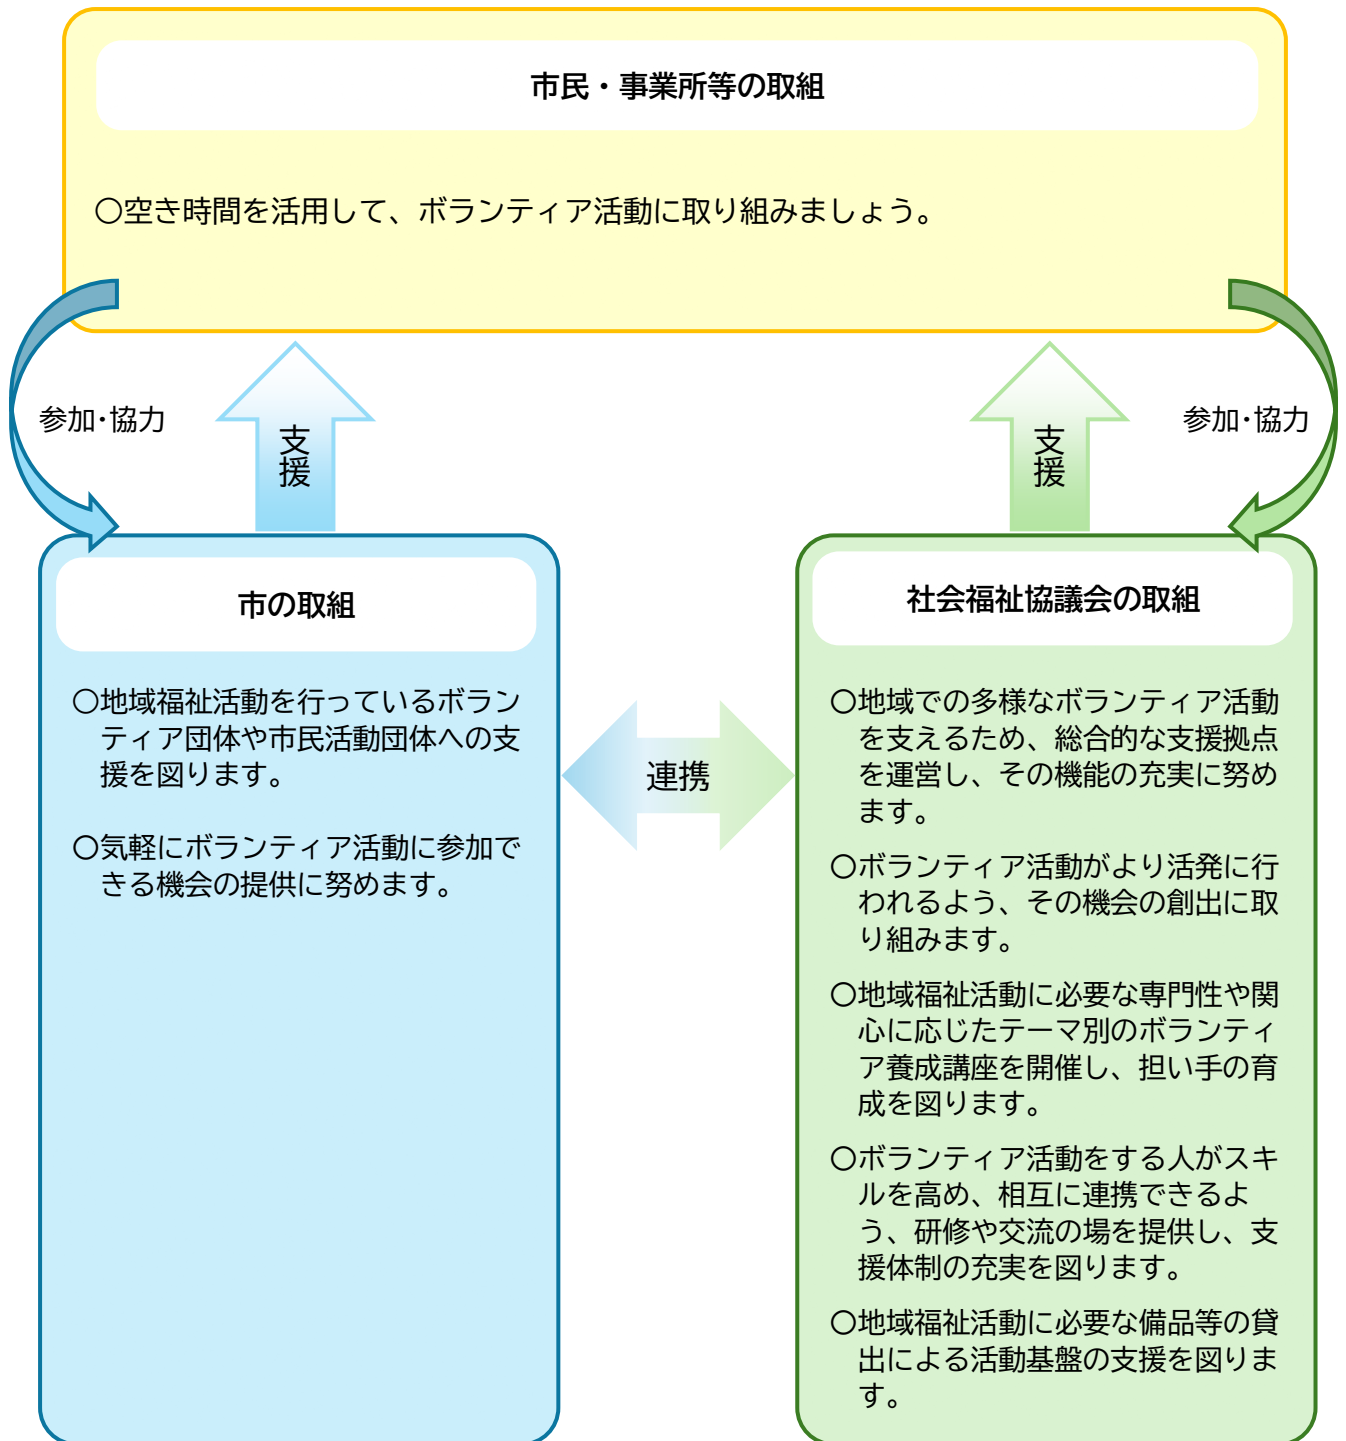 市民・事業所等の取組
〇空き時間を活用して、ボランティア活動に取り組みましょう。
参加・協力
支援
支援
参加・協力
市の取組
〇地域福祉活動を行っているボラン
ティア団体や市民活動団体への支
援を図ります。
〇気軽にボランティア活動に参加で
きる機会の提供に努めます。
連携
社会福祉協議会の取組
〇地域での多様なボランティア活動
を支えるため、総合的な支援拠点
を運営し、その機能の充実に努め
ます。
〇ボランティア活動がより活発に行
われるよう、その機会の創出に取
り組みます。
〇地域福祉活動に必要な専門性や関
心に応じたテーマ別のボランティ
ア養成講座を開催し、担い手の育
成を図ります。
〇ボランティア活動をする人がスキ
ルを高め、相互に連携できるよ
う、研修や交流の場を提供し、支
援体制の充実を図ります。
〇地域福祉活動に必要な備品等の貸
出による活動基盤の支援を図りま
す。